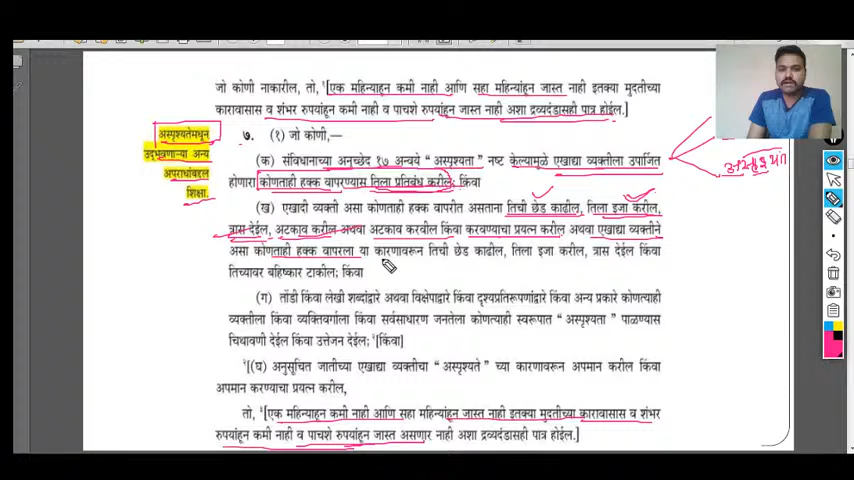 जो कोणी नाकारील, तो, १[एक महिन्याहून कमी नाही आणि सहा महिन्यांहून जास्त नाही इतक्या मुदतीच्या
कारावासास व शंभर रुपयांहून कमी नाही व पाचशे रुपयांहून जास्त नाही अशा द्रव्यदंडासही पात्र होईल.]
अस्पृश्यतेमधून
उद्भवणाऱ्या अन्य
अपराधांबद्दल
शिक्षा.
७. (१) जो कोणी,—
(क) संविधानाच्या अनुच्छेद १७ अन्वये "अस्पृश्यता" नष्ट केल्यामुळे एखाद्या व्यक्तीला उपार्जित
होणारा कोणताही हक्क वापरण्यास तिला प्रतिबंध करील; किंवा
(ख) एखादी व्यक्ती असा कोणताही हक्क वापरीत असताना तिची छेड काढील, तिला इजा करील,
त्रास देईल, अटकाव करील अथवा अटकाव करवील किंवा करवण्याचा प्रयत्न करील अथवा एखाद्या व्यक्तीने
असा कोणताही हक्क वापरला या कारणावरून तिची छेड काढील, तिला इजा करील, त्रास देईल किंवा
तिच्यावर बहिष्कार टाकील; किंवा
(ग) तोंडी किंवा लेखी शब्दांद्वारे अथवा विक्षेपाद्वारे किंवा दृश्यप्रतिरूपणांद्वारे किंवा अन्य प्रकारे कोणत्याही
व्यक्तीला किंवा व्यक्तिवर्गाला किंवा सर्वसाधारण जनतेला कोणत्याही स्वरूपात "अस्पृश्यता" पाळण्यास
चिथावणी देईल किंवा उत्तेजन देईल; १[किंवा]
२[(घ) अनुसूचित जातीच्या एखाद्या व्यक्तीचा "अस्पृश्यते" च्या कारणावरून अपमान करील किंवा
अपमान करण्याचा प्रयत्न करील,
तो, १[एक महिन्याहून कमी नाही आणि सहा महिन्यांहून जास्त नाही इतक्या मुदतीच्या कारावासास व शंभर
रुपयांहून कमी नाही व पाचशे रुपयांहून जास्त असणार नाही अशा द्रव्यदंडासही पात्र होईल.]